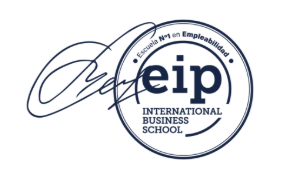 • Escuela Nº1 en Empleabilidad •
eip
INTERNATIONAL
BUSINESS
SCHOOL